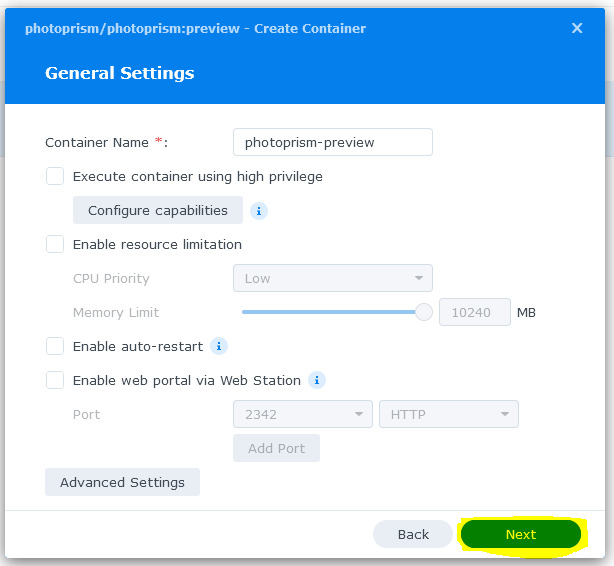 photoprism/photoprism:preview - Create Container
General Settings
Container Name *: photoprism-preview
Execute container using high privilege
Configure capabilities
Enable resource limitation
CPU Priority Low
Memory Limit 10240 MB
Enable auto-restart
Enable web portal via Web Station
Port 2342 HTTP
Add Port
Advanced Settings
Back Next